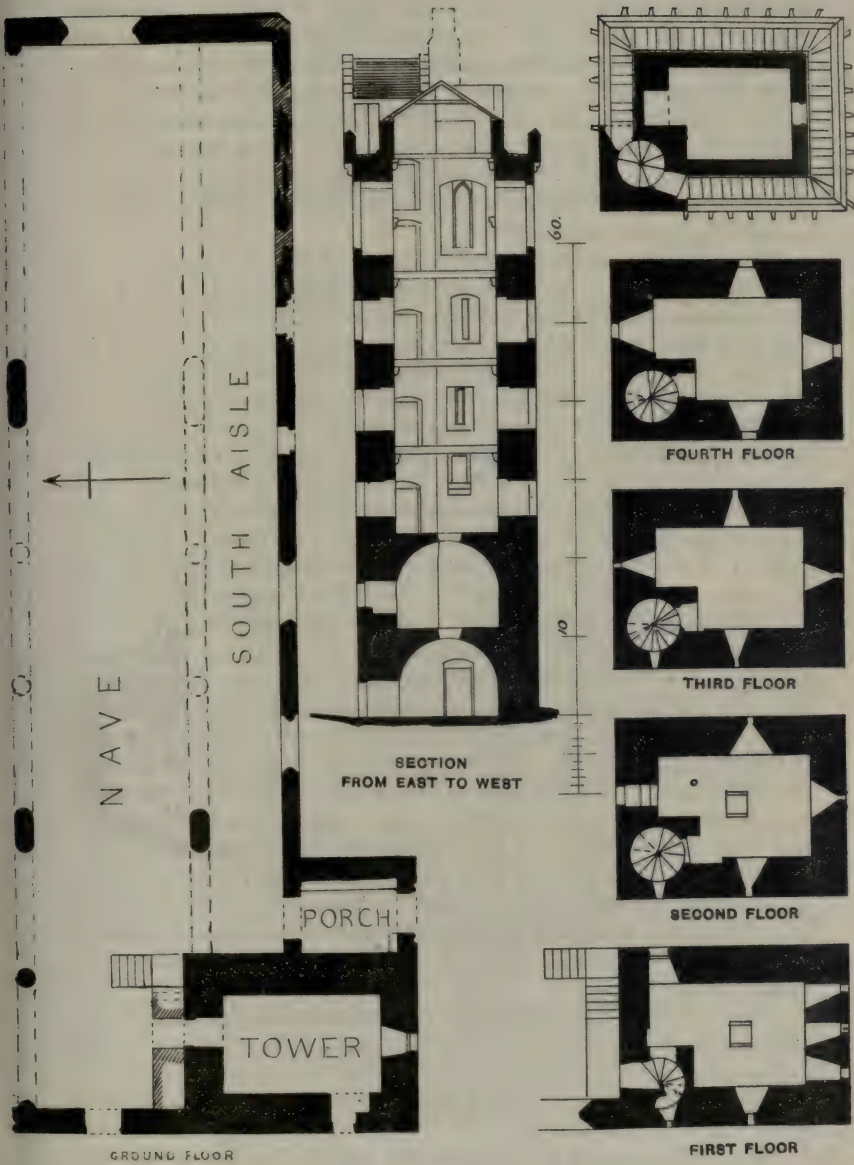 NAVE
SOUTH AISLE
PORCH
TOWER
GROUND FLOOR
60.
10
SECTION
FROM EAST TO WEST
FOURTH FLOOR
THIRD FLOOR
SECOND FLOOR
FIRST FLOOR